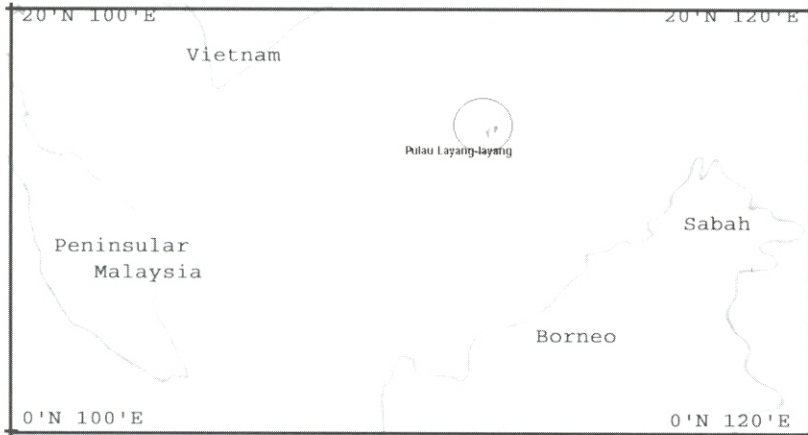 20'N 100'E
20'N 120'E
Vietnam
Pulau Layang-layang
Sabah
Peninsular
Malaysia
Borneo
0'N 100'E
0'N 120'E